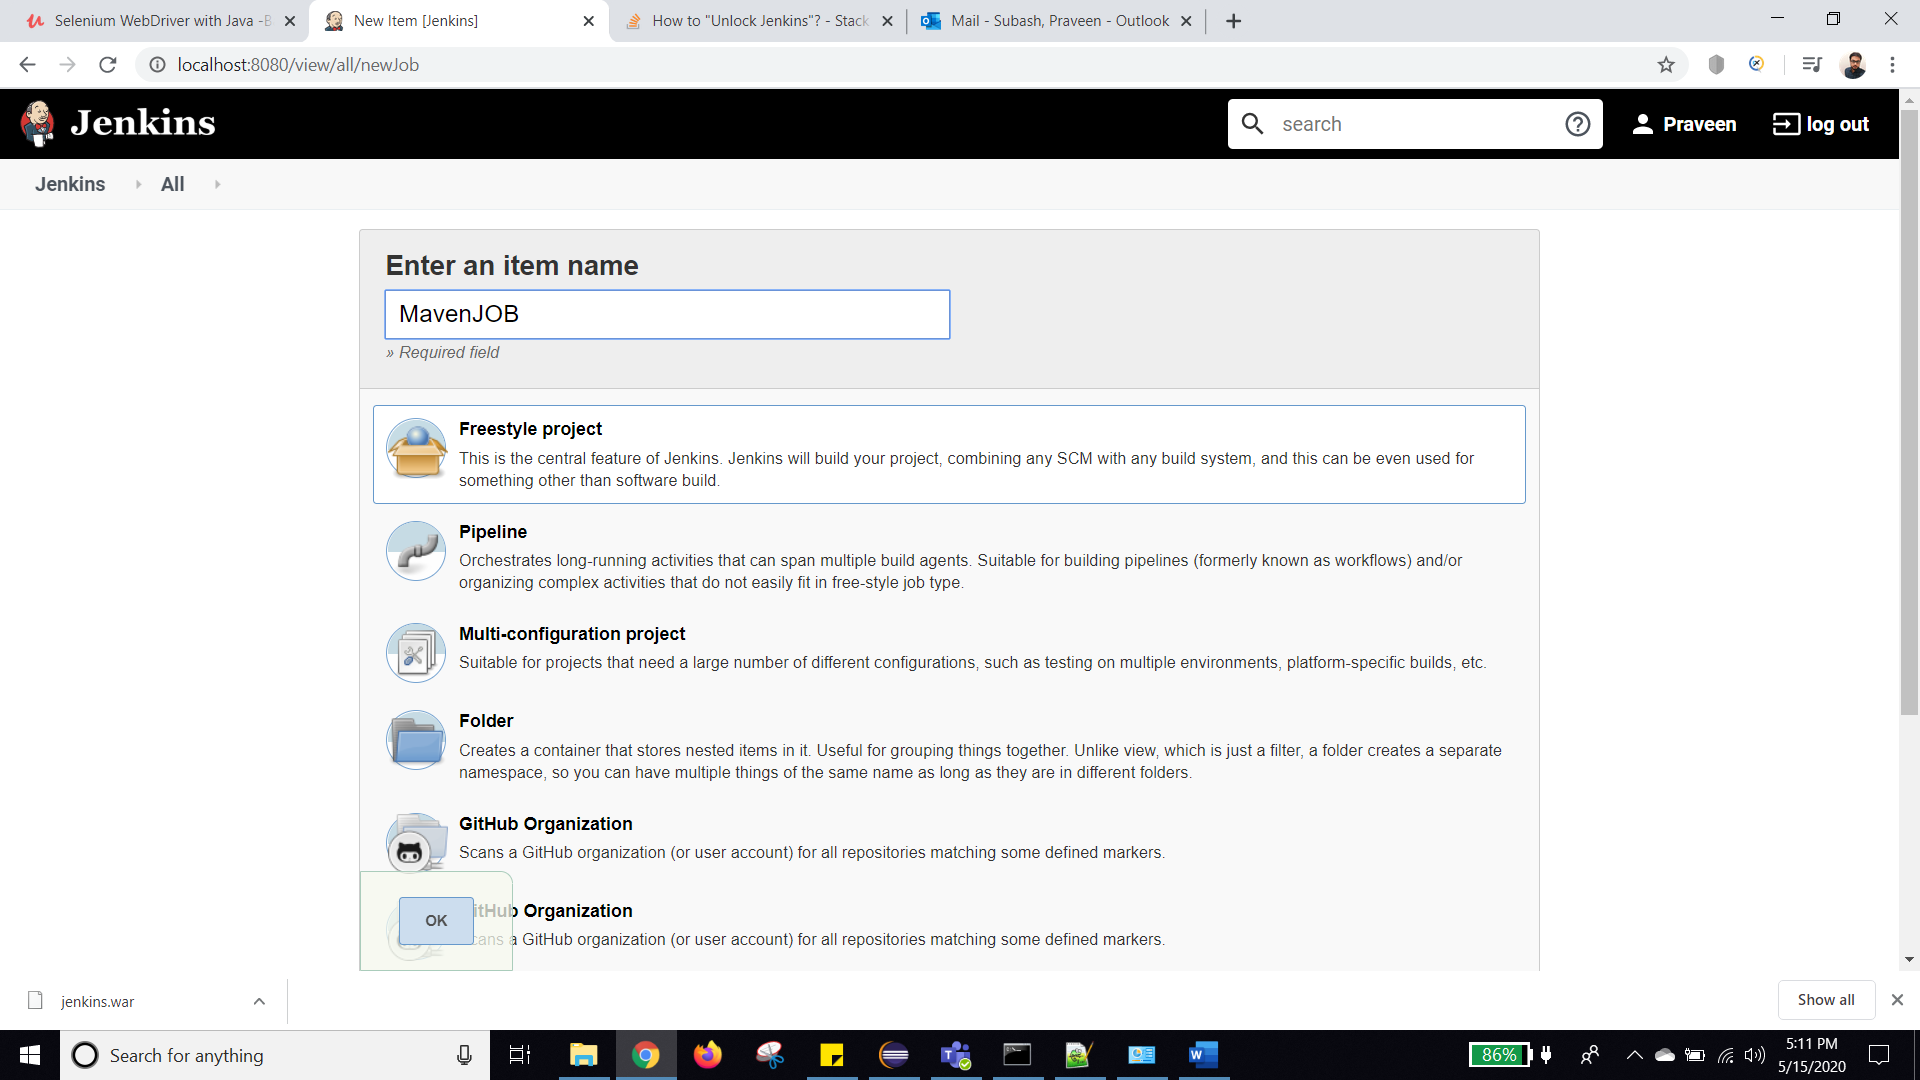 Selenium WebDriver with Java -B
New Item [Jenkins]
How to "Unlock Jenkins"? - Stack
Mail - Subash, Praveen - Outlook
localhost:8080/view/all/newJob
Jenkins
search
Praveen
log out
Jenkins
All
Enter an item name
MavenJOB
» Required field
Freestyle project
This is the central feature of Jenkins. Jenkins will build your project, combining any SCM with any build system, and this can be even used for
something other than software build.
Pipeline
Orchestrates long-running activities that can span multiple build agents. Suitable for building pipelines (formerly known as workflows) and/or
organizing complex activities that do not easily fit in free-style job type.
Multi-configuration project
Suitable for projects that need a large number of different configurations, such as testing on multiple environments, platform-specific builds, etc.
Folder
Creates a container that stores nested items in it. Useful for grouping things together. Unlike view, which is just a filter, a folder creates a separate
namespace, so you can have multiple things of the same name as long as they are in different folders.
GitHub Organization
Scans a GitHub organization (or user account) for all repositories matching some defined markers.
OK
itHub Organization
cans a GitHub organization (or user account) for all repositories matching some defined markers.
jenkins.war
Show all
Search for anything
86%
5:11 PM
5/15/2020